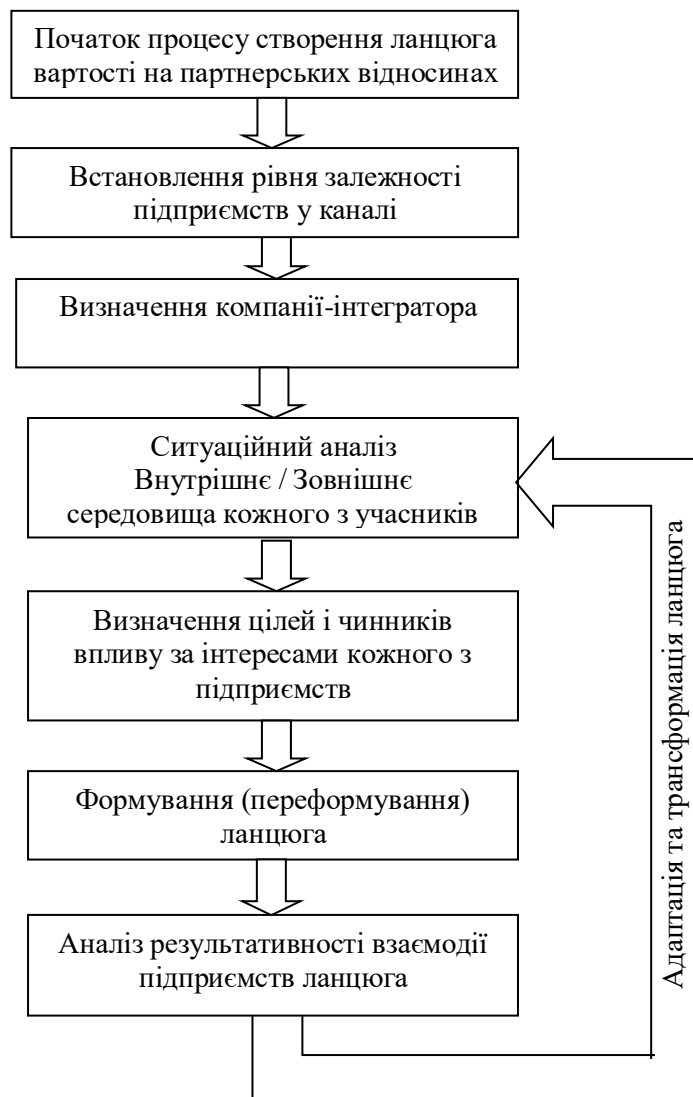 Початок процесу створення ланцюга
вартості на партнерських відносинах
Встановлення рівня залежності
підприємств у каналі
Визначення компанії-інтегратора
Ситуаційний аналіз
Внутрішнє / Зовнішнє
середовища кожного з учасників
Визначення цілей і чинників
впливу за інтересами кожного з
підприємств
Формування (переформування)
ланцюга
Аналіз результативності взаємодії
підприємств ланцюга
Адаптація та трансформація ланцюга